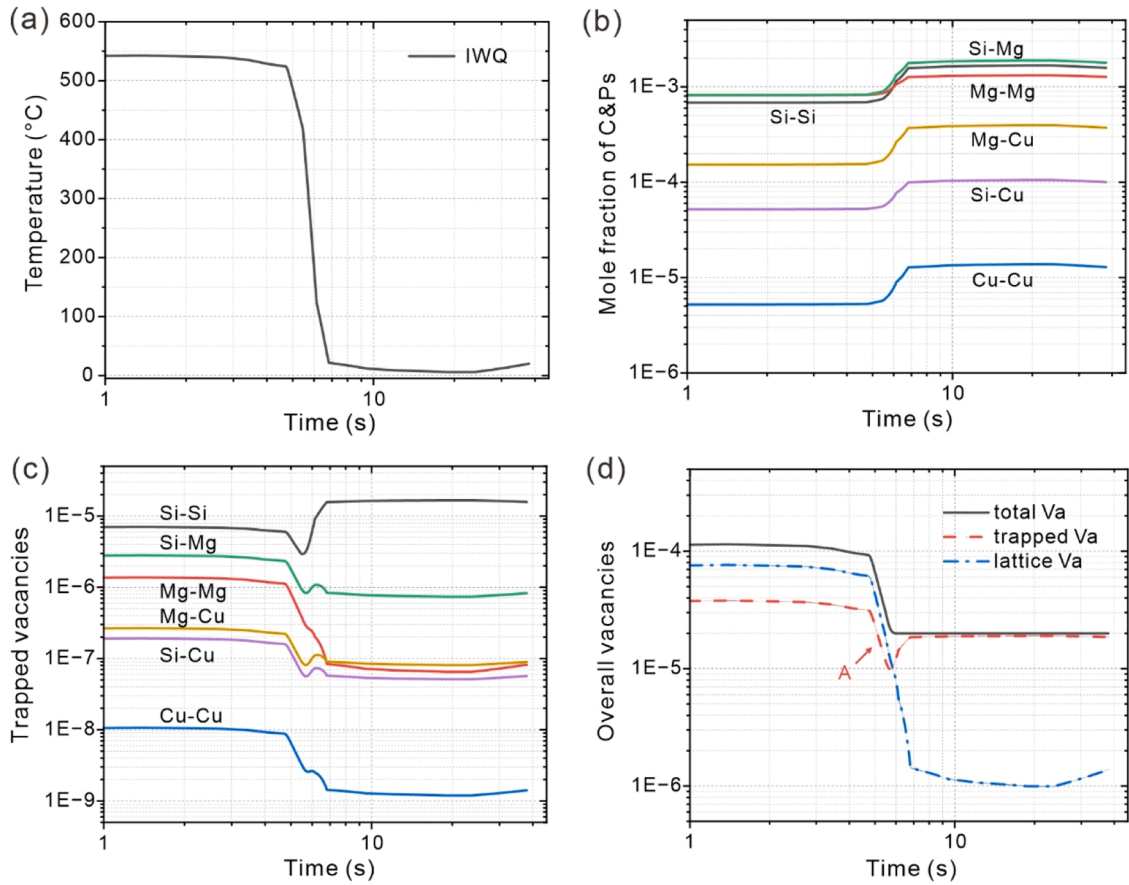 (a)
600
500
400
300
200
100
0
Temperature (°C)
IWQ
1
10
Time (s)
(b)
1E−3
1E−4
1E−5
1E−6
Mole fraction of C&Ps
Si-Mg
Mg-Mg
Si-Si
Mg-Cu
Si-Cu
Cu-Cu
1
10
Time (s)
(c)
1E−5
1E−6
1E−7
1E−8
1E−9
Trapped vacancies
Si-Si
Si-Mg
Mg-Mg
Mg-Cu
Si-Cu
Cu-Cu
1
10
Time (s)
(d)
1E−4
1E−5
1E−6
Overall vacancies
total Va
trapped Va
lattice Va
A
1
10
Time (s)